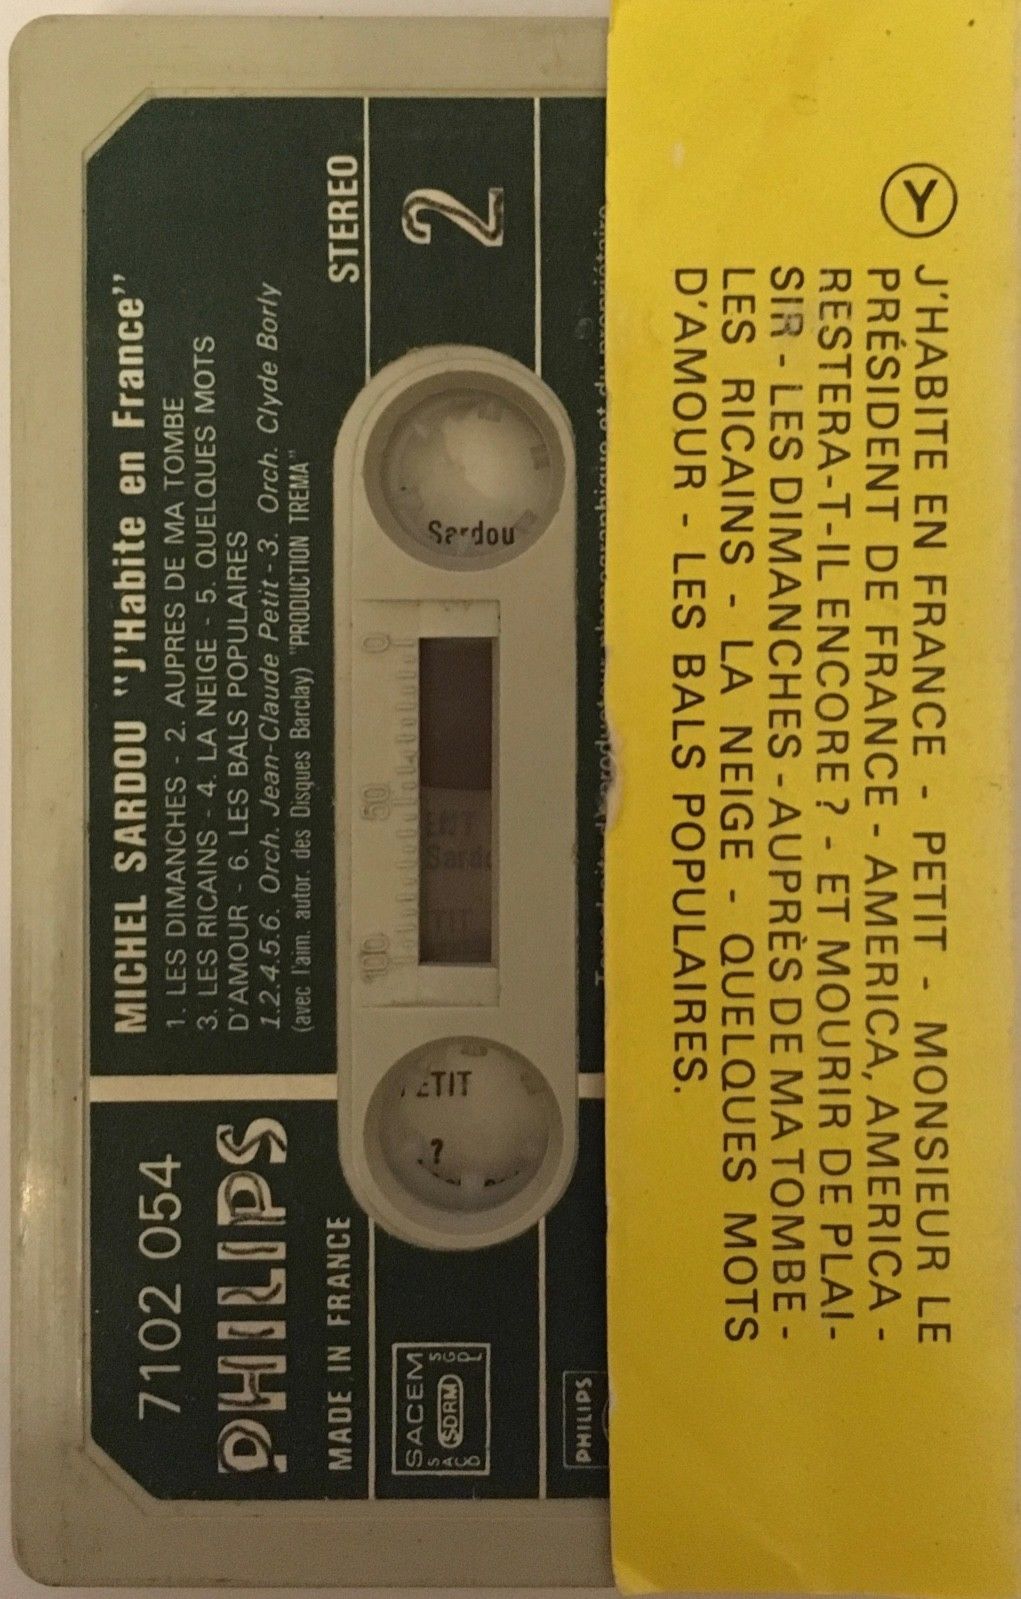 MICHEL SARDOU "J'Habite en France"
1. LES DIMANCHES - 2. AUPRES DE MA TOMBE
3. LES RICAINS - 4. LA NEIGE - 5. QUELQUES MOTS
D'AMOUR - 6. LES BALS POPULAIRES
1.2.4.5.6. Orch. Jean-Claude Petit - 3. Orch. Clyde Borly
(avec l'aim. autor. des Disques Barclay) "PRODUCTION TREMA"
STEREO
2
7102 054
PHILIPS
MADE IN FRANCE
SACEM
SDRM
SACD
SGDL
100 50 0
Sardou
?
PHILIPS
Y
J'HABITE EN FRANCE - PETIT - MONSIEUR LE
PRÉSIDENT DE FRANCE - AMERICA, AMERICA -
RESTERA-T-IL ENCORE ? - ET MOURIR DE PLAI-
SIR - LES DIMANCHES - AUPRÈS DE MA TOMBE -
LES RICAINS - LA NEIGE - QUELQUES MOTS
D'AMOUR - LES BALS POPULAIRES.